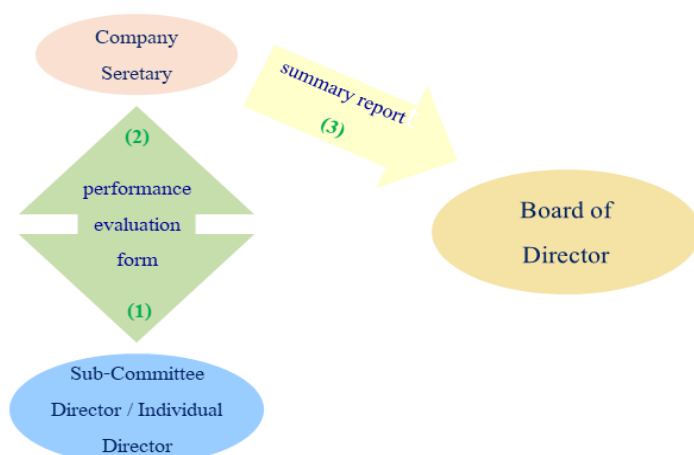 Company
Seretary
summary report
(3)
(2)
performance
evaluation
form
(1)
Board of
Director
Sub-Committee
Director / Individual
Director